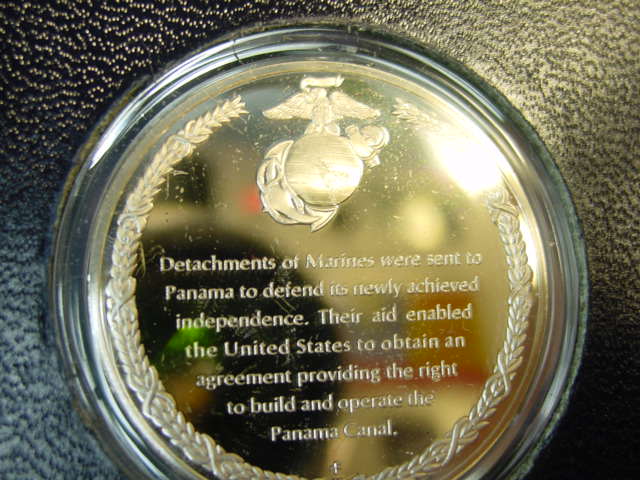 Detachments of Marines were sent to
Panama to defend its newly achieved
independence. Their aid enabled
the United States to obtain an
agreement providing the right
to build and operate the
Panama Canal.